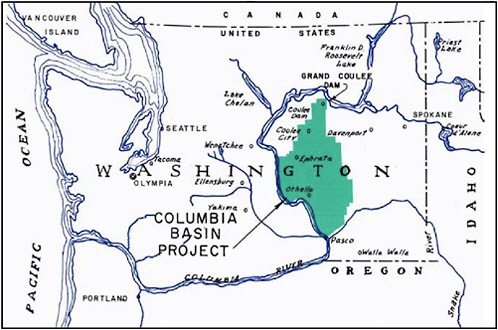 CANADA
UNITED STATES
VANCOUVER
ISLAND
Franklin D.
Roosevelt
Lake
Priest
Lake
GRAND COULEE
DAM
Lake
Chelan
Coulee
Dam
SPOKANE
SEATTLE
Coulee
City
Davenport
Coeur
d'Alene
Wenatchee
Tacoma
Ephrata
WASHINGTON
OLYMPIA
Ellensburg
Othello
Yakima
COLUMBIA
BASIN
PROJECT
Pasco
Walla Walla
River
COLUMBIA RIVER
OREGON
IDAHO
PACIFIC OCEAN
PORTLAND
Snake